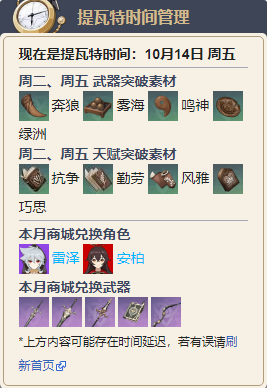 提瓦特时间管理
现在是提瓦特时间：10月14日 周五
周二、周五 武器突破素材
奔狼 雾海 鸣神
绿洲
周二、周五 天赋突破素材
抗争 勤劳 风雅
巧思
本月商城兑换角色
雷泽 安柏
本月商城兑换武器
*上方内容可能存在时间延迟，若有误请刷
新首页